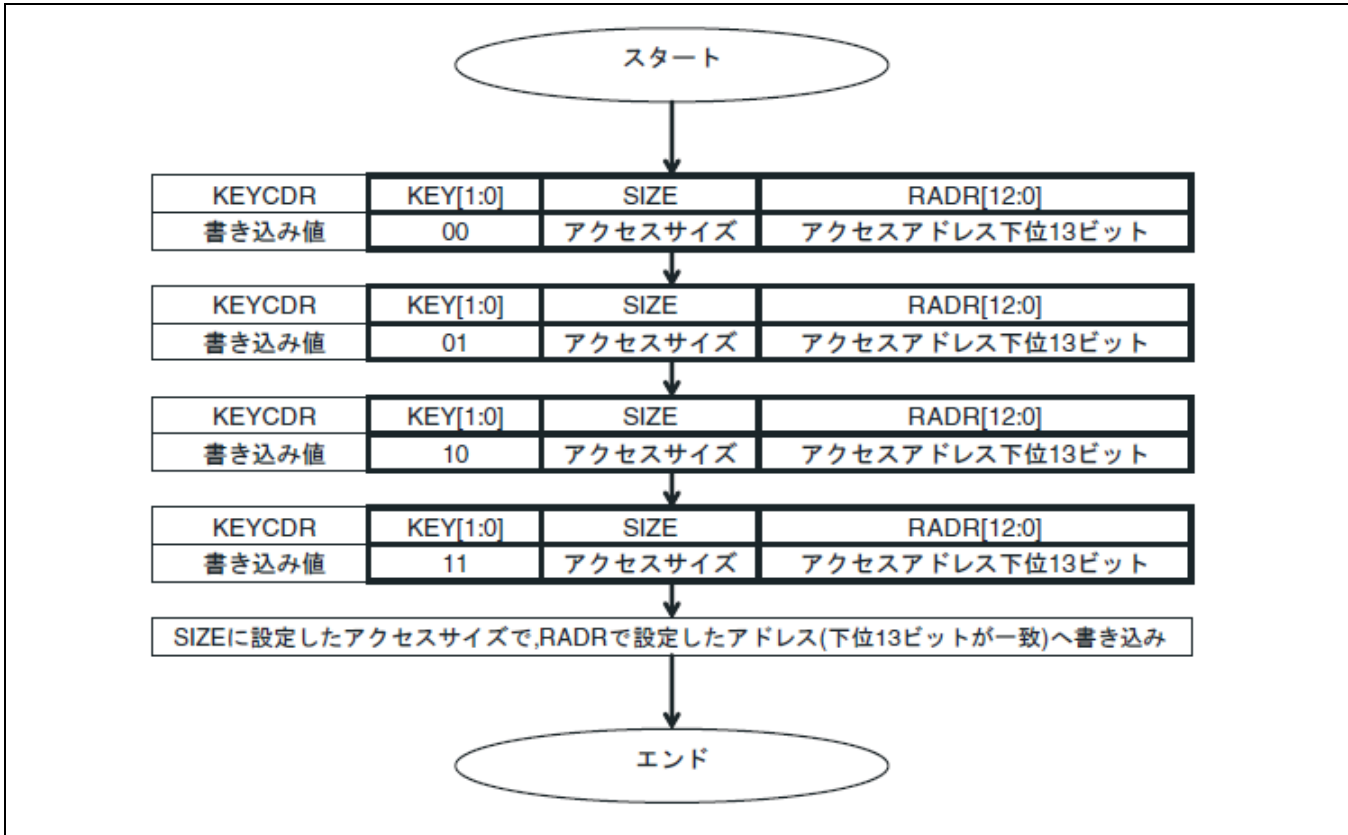 スタート
KEYCDR KEY[1:0] SIZE RADR[12:0]
書き込み値 00 アクセスサイズ アクセスアドレス下位13ビット
KEYCDR KEY[1:0] SIZE RADR[12:0]
書き込み値 01 アクセスサイズ アクセスアドレス下位13ビット
KEYCDR KEY[1:0] SIZE RADR[12:0]
書き込み値 10 アクセスサイズ アクセスアドレス下位13ビット
KEYCDR KEY[1:0] SIZE RADR[12:0]
書き込み値 11 アクセスサイズ アクセスアドレス下位13ビット
SIZEに設定したアクセスサイズで,RADRで設定したアドレス(下位13ビットが一致)へ書き込み
エンド